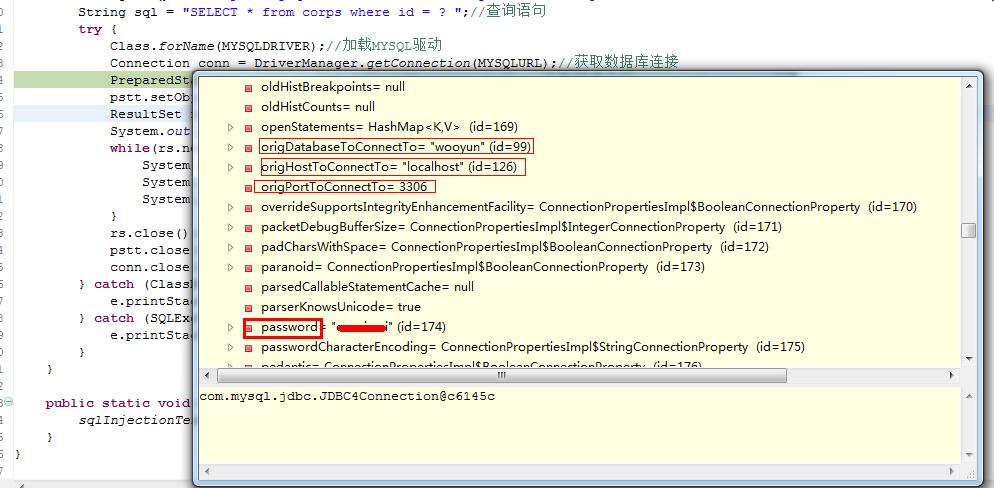 String sql = "SELECT * from corps where id = ? ";//查询语句
try {
Class.forName(MYSQLDRIVER);//加载MYSQL驱动
Connection conn = DriverManager.getConnection(MYSQLURL);//获取数据库连接
PreparedSta
pstt.setObj
ResultSet
System.out
while(rs.ne
System
System
System
}
rs.close()
pstt.close
conn.close
} catch (Class
e.printStac
} catch (SQLExc
e.printStac
}
}
public static void
sqlInjectionTe
}
}
oldHistBreakpoints= null
oldHistCounts= null
openStatements= HashMap<K,V> (id=169)
origDatabaseToConnectTo= "wooyun" (id=99)
origHostToConnectTo= "localhost" (id=126)
origPortToConnectTo= 3306
overrideSupportsIntegrityEnhancementFacility= ConnectionPropertiesImpl$BooleanConnectionProperty (id=170)
packetDebugBufferSize= ConnectionPropertiesImpl$IntegerConnectionProperty (id=171)
padCharsWithSpace= ConnectionPropertiesImpl$BooleanConnectionProperty (id=172)
paranoid= ConnectionPropertiesImpl$BooleanConnectionProperty (id=173)
parsedCallableStatementCache= null
parserKnowsUnicode= true
password= " i" (id=174)
passwordCharacterEncoding= ConnectionPropertiesImpl$StringConnectionProperty (id=175)
pedantic= ConnectionPropertiesImpl$BooleanConnectionProperty (id=176)
com.mysql.jdbc.JDBC4Connection@c6145c